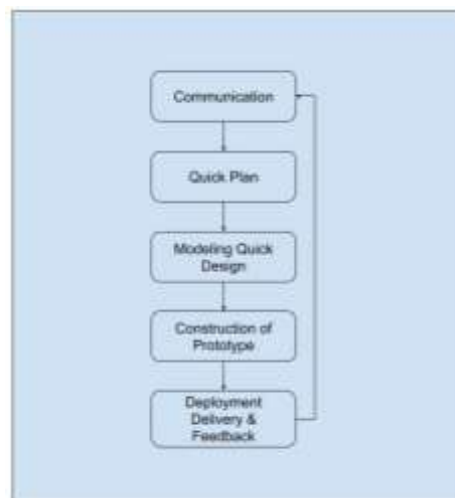 Communication
Quick Plan
Modeling Quick
Design
Construction of
Prototype
Deployment
Delivery &
Feedback